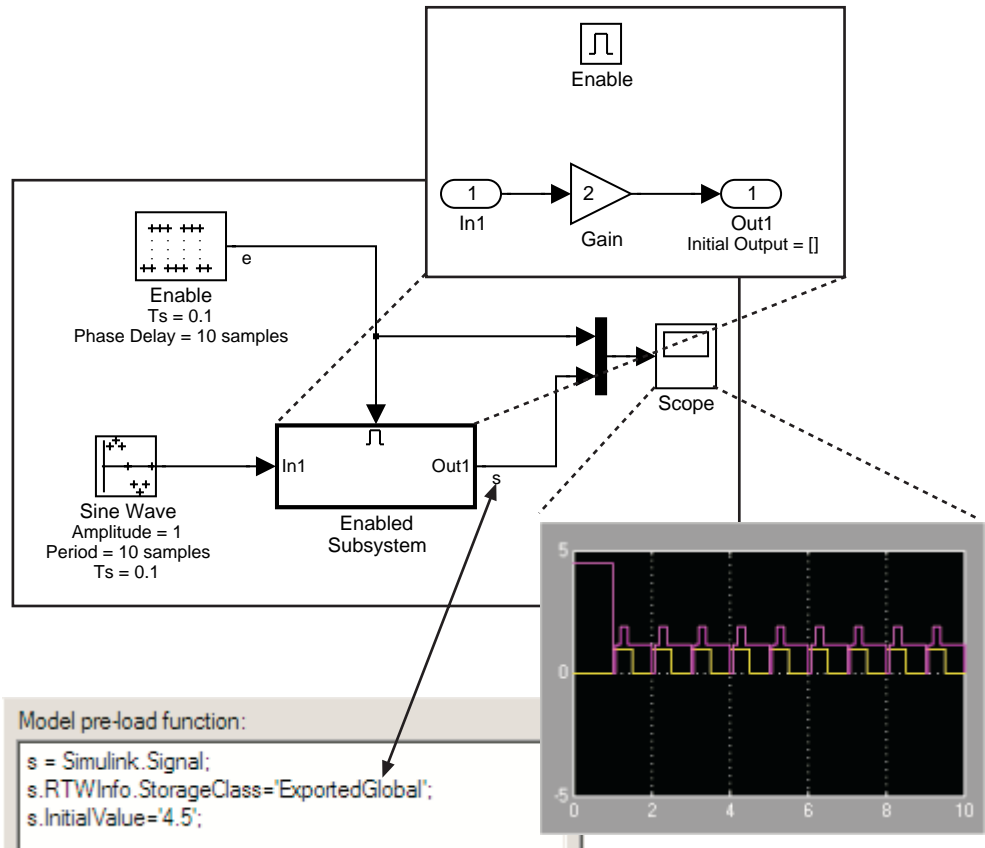 Enable
1
In1
2
Gain
1
Out1
Initial Output = []
e
Enable
Ts = 0.1
Phase Delay = 10 samples
Scope
In1
Out1
s
Enabled
Subsystem
Sine Wave
Amplitude = 1
Period = 10 samples
Ts = 0.1
5
0
-5
0 2 4 6 8 10
Model pre-load function:
s = Simulink.Signal;
s.RTWInfo.StorageClass='ExportedGlobal';
s.InitialValue='4.5';